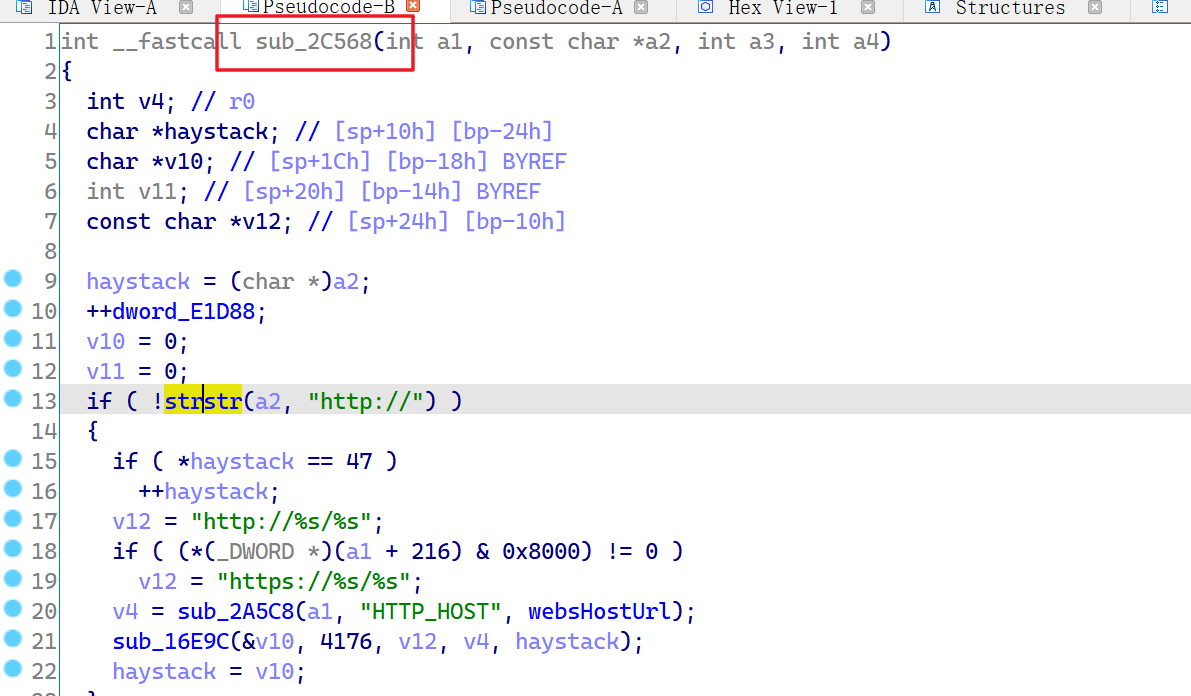 IDA View-A Pseudocode-B Pseudocode-A Hex View-1 Structures
1 int __fastcall sub_2C568(int a1, const char *a2, int a3, int a4)
2 {
3 int v4; // r0
4 char *haystack; // [sp+10h] [bp-24h]
5 char *v10; // [sp+1Ch] [bp-18h] BYREF
6 int v11; // [sp+20h] [bp-14h] BYREF
7 const char *v12; // [sp+24h] [bp-10h]
8
9 haystack = (char *)a2;
10 ++dword_E1D88;
11 v10 = 0;
12 v11 = 0;
13 if ( !strstr(a2, "http://") )
14 {
15 if ( *haystack == 47 )
16 ++haystack;
17 v12 = "http://%s/%s";
18 if ( (*(_DWORD *)(a1 + 216) & 0x8000) != 0 )
19 v12 = "https://%s/%s";
20 v4 = sub_2A5C8(a1, "HTTP_HOST", websHostUrl);
21 sub_16E9C(&v10, 4176, v12, v4, haystack);
22 haystack = v10;